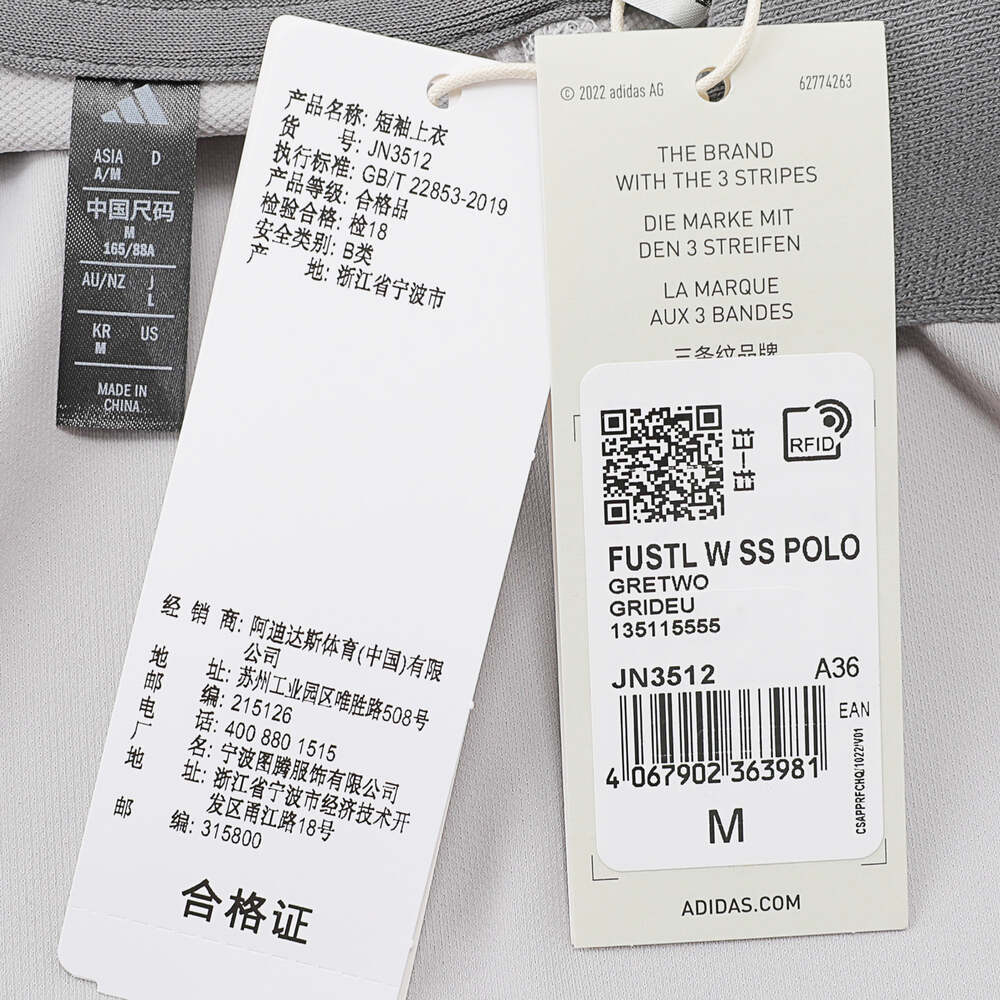 ASIA D
A/M
中国尺码
M
165/88A
AU/NZ J
L
KR US
M
MADE IN
CHINA
产品名称: 短袖上衣
货 号: JN3512
执行标准: GB/T 22853-2019
产品等级: 合格品
检验合格: 检18
安全类别: B类
产 地: 浙江省宁波市
经 销 商: 阿迪达斯体育(中国)有限
公司
地 址: 苏州工业园区唯胜路508号
邮 编: 215126
电 话: 400 880 1515
厂 名: 宁波图腾服饰有限公司
地 址: 浙江省宁波市经济技术开
发区甬江路18号
邮 编: 315800
合格证
© 2022 adidas AG 62774263
THE BRAND
WITH THE 3 STRIPES
DIE MARKE MIT
DEN 3 STREIFEN
LA MARQUE
AUX 3 BANDES
三条纹品牌
RFID
FUSTL W SS POLO
GRETWO
GRIDEU
135115555
JN3512 A36
EAN
4 067902 363981
CSAPPRFCHQ/1022/V01
M
ADIDAS.COM